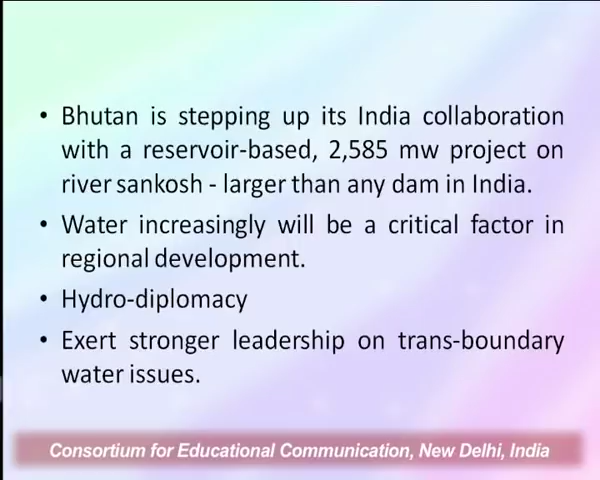 • Bhutan is stepping up its India collaboration
with a reservoir-based, 2,585 mw project on
river sankosh - larger than any dam in India.
• Water increasingly will be a critical factor in
regional development.
• Hydro-diplomacy
• Exert stronger leadership on trans-boundary
water issues.
Consortium for Educational Communication, New Delhi, India